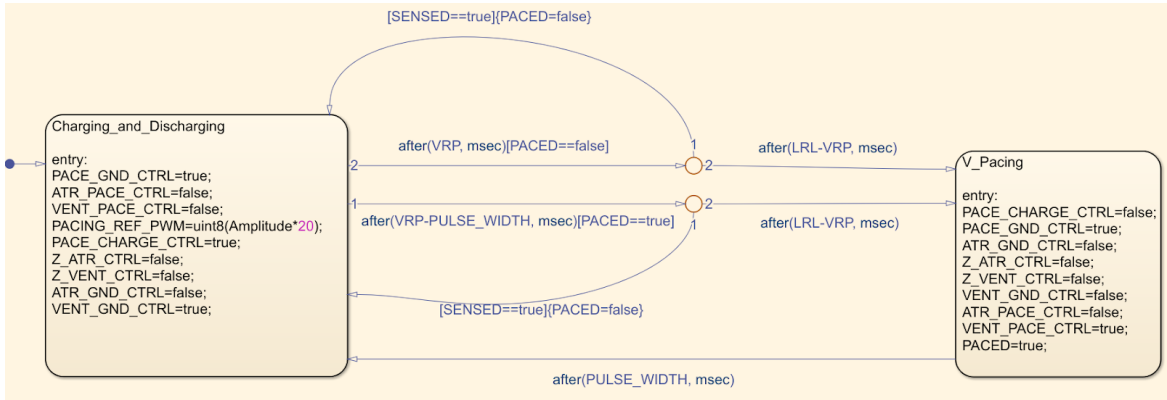 [SENSED==true]{PACED=false}
Charging_and_Discharging
entry:
PACE_GND_CTRL=true;
ATR_PACE_CTRL=false;
VENT_PACE_CTRL=false;
PACING_REF_PWM=uint8(Amplitude*20);
PACE_CHARGE_CTRL=true;
Z_ATR_CTRL=false;
Z_VENT_CTRL=false;
ATR_GND_CTRL=false;
VENT_GND_CTRL=true;
2
after(VRP, msec)[PACED==false]
1
2
after(LRL-VRP, msec)
1
after(VRP-PULSE_WIDTH, msec)[PACED==true]
2
1
after(LRL-VRP, msec)
[SENSED==true]{PACED=false}
V_Pacing
entry:
PACE_CHARGE_CTRL=false;
PACE_GND_CTRL=true;
ATR_GND_CTRL=false;
Z_ATR_CTRL=false;
Z_VENT_CTRL=false;
VENT_GND_CTRL=false;
ATR_PACE_CTRL=false;
VENT_PACE_CTRL=true;
PACED=true;
after(PULSE_WIDTH, msec)